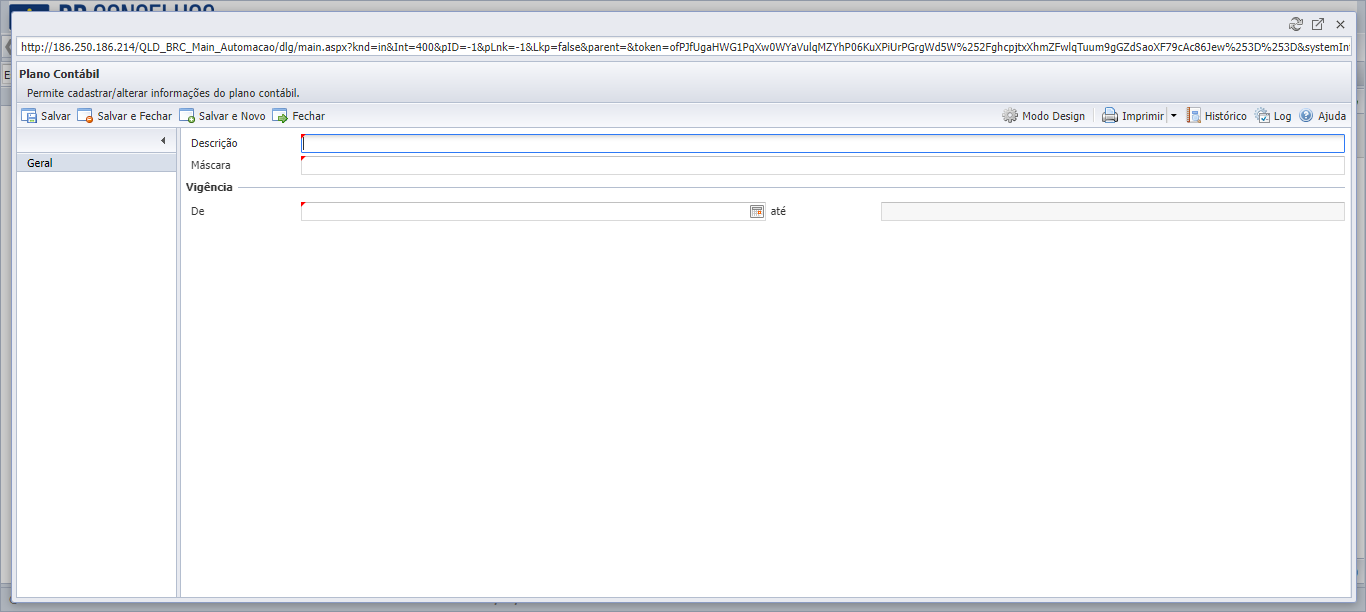 BR CONSELHOS
http://186.250.186.214/QLD_BRC_Main_Automacao/dlg/main.aspx?knd=in&Int=400&pID=-1&pLnk=-1&Lkp=false&parent=&token=ofPJfUgaHWG1PqXw0WYaVulqMZYhP06KuXPiUrPGrgWd5W%252FghcpjtxXhmZFwlqTuum9gGZdSaoXF79cAc86Jew%253D%253D&systemIn
Plano Contábil
Permite cadastrar/alterar informações do plano contábil.
Salvar Salvar e Fechar Salvar e Novo Fechar Modo Design Imprimir Histórico Log Ajuda
Geral
Descrição
Máscara
Vigência
De até